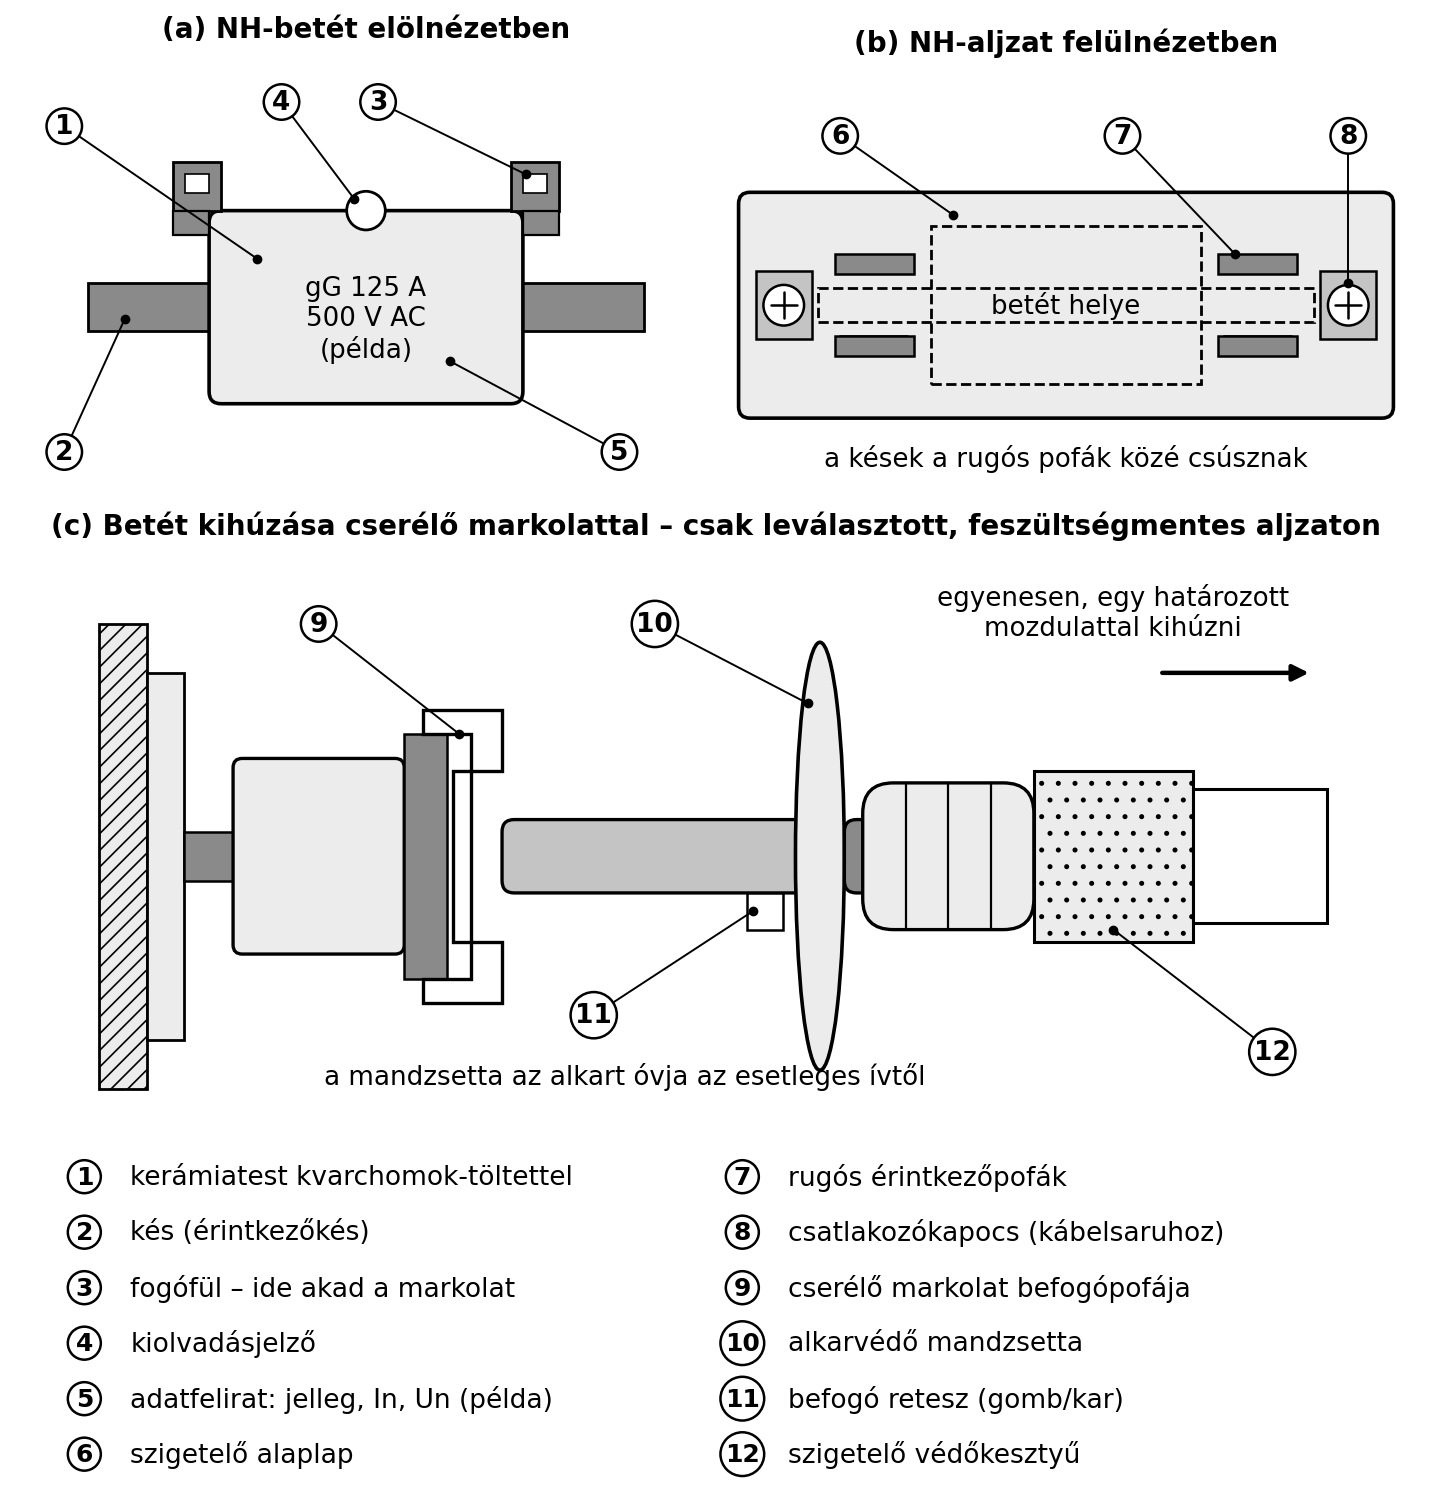 (a) NH-betét elölnézetben
(b) NH-aljzat felülnézetben
1
4
3
6
7
8
gG 125 A
500 V AC
(példa)
betét helye
2
5
a kések a rugós pofák közé csúsznak
(c) Betét kihúzása cserélő markolattal – csak leválasztott, feszültségmentes aljzaton
egyenesen, egy határozott
mozdulattal kihúzni
9
10
11
12
a mandzsetta az alkart óvja az esetleges ívtől
1 kerámiatest kvarchomok-töltettel
2 kés (érintkezőkés)
3 fogófül – ide akad a markolat
4 kiolvadásjelző
5 adatfelirat: jelleg, In, Un (példa)
6 szigetelő alaplap
7 rugós érintkezőpofák
8 csatlakozókapocs (kábelsaruhoz)
9 cserélő markolat befogópofája
10 alkarvédő mandzsetta
11 befogó retesz (gomb/kar)
12 szigetelő védőkesztyű